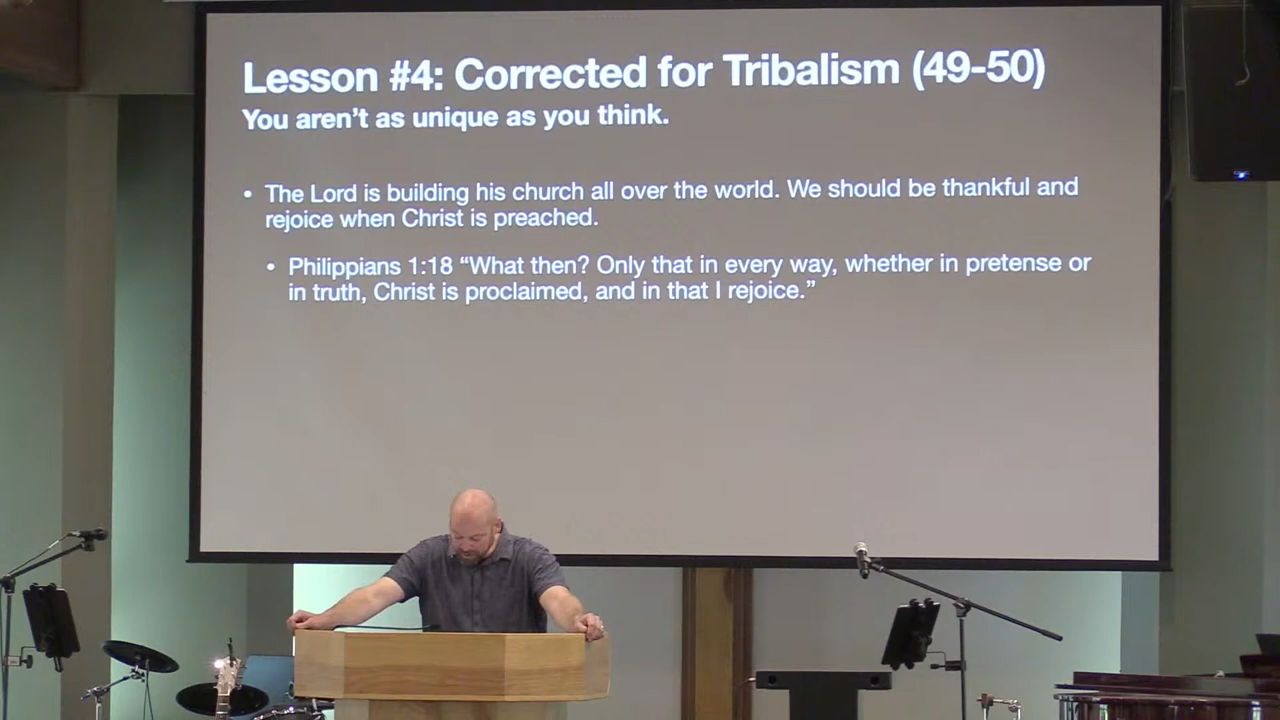 Lesson #4: Corrected for Tribalism (49-50)
You aren’t as unique as you think.
• The Lord is building his church all over the world. We should be thankful and
rejoice when Christ is preached.
• Philippians 1:18 “What then? Only that in every way, whether in pretense or
in truth, Christ is proclaimed, and in that I rejoice.”